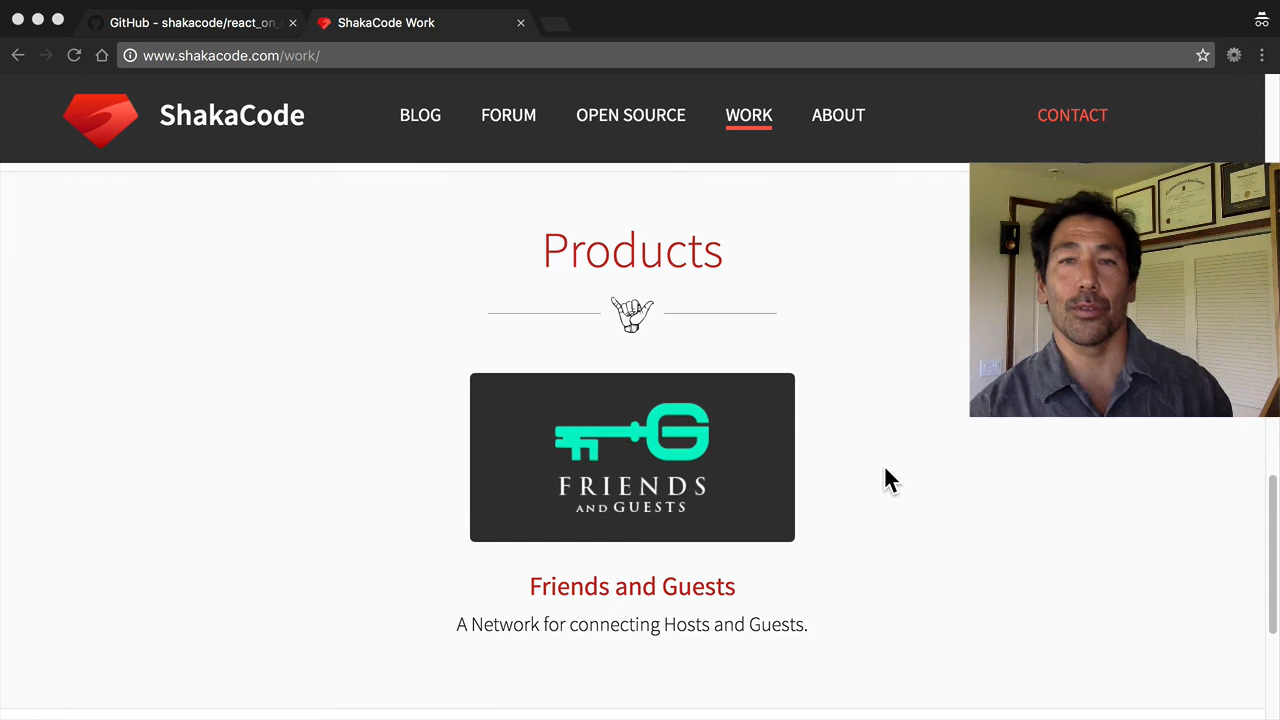 GitHub - shakacode/react_on_
ShakaCode Work
www.shakacode.com/work/
ShakaCode
BLOG
FORUM
OPEN SOURCE
WORK
ABOUT
CONTACT
Products
G
FRIENDS
AND GUESTS
Friends and Guests
A Network for connecting Hosts and Guests.